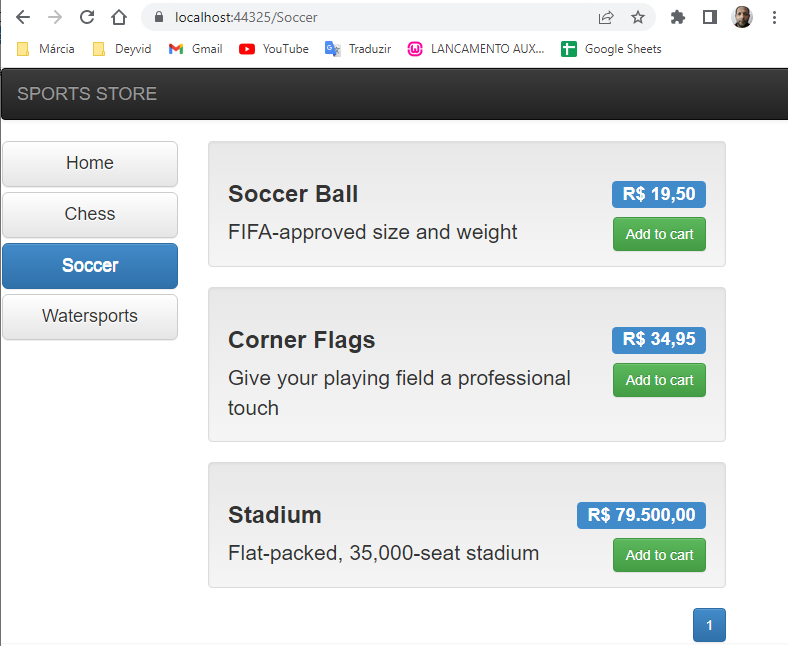 localhost:44325/Soccer
Márcia Deyvid Gmail YouTube Traduzir LANCAMENTO AUX... Google Sheets
SPORTS STORE
Home
Chess
Soccer
Watersports
Soccer Ball
R$ 19,50
FIFA-approved size and weight
Add to cart
Corner Flags
R$ 34,95
Give your playing field a professional
touch
Add to cart
Stadium
R$ 79.500,00
Flat-packed, 35,000-seat stadium
Add to cart
1